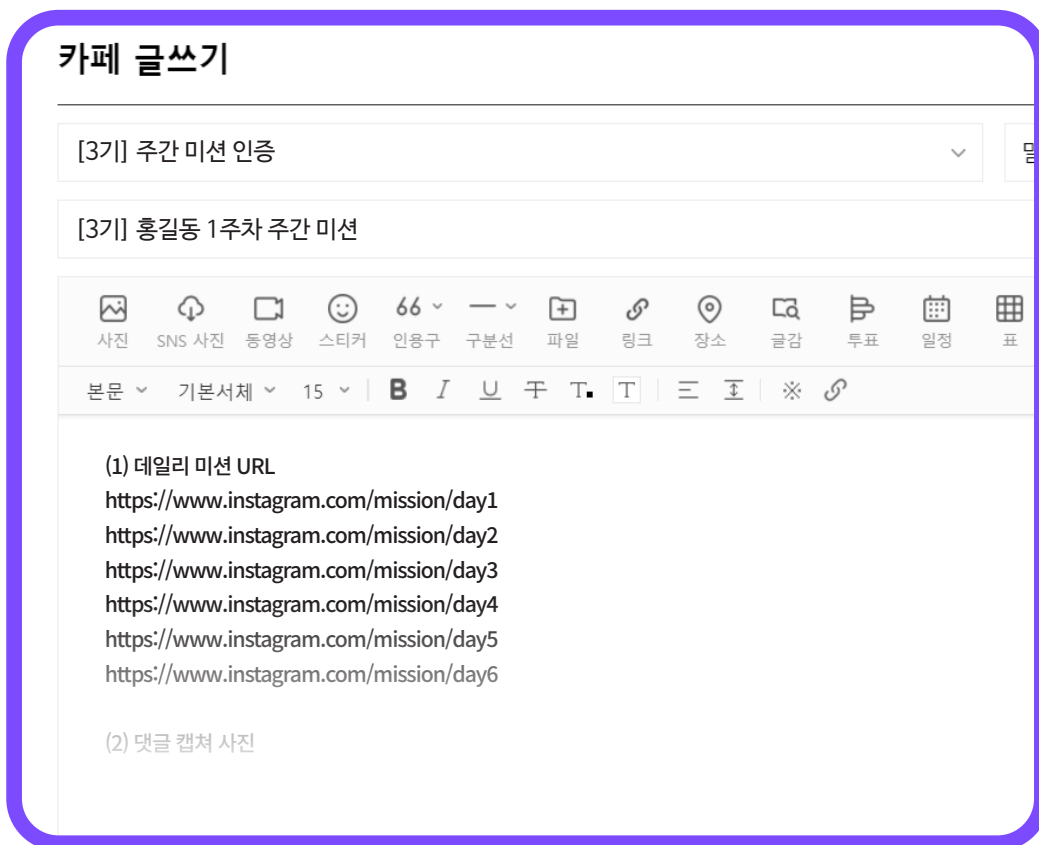 카페 글쓰기
[3기] 주간 미션 인증
[3기] 홍길동 1주차 주간 미션
사진 SNS 사진 동영상 스티커 인용구 구분선 파일 링크 장소 글감 투표 일정 표
본문 기본서체 15 B I U T T. T
(1) 데일리 미션 URL
https://www.instagram.com/mission/day1
https://www.instagram.com/mission/day2
https://www.instagram.com/mission/day3
https://www.instagram.com/mission/day4
https://www.instagram.com/mission/day5
https://www.instagram.com/mission/day6
(2) 댓글 캡쳐 사진